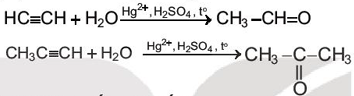 HC≡CH + H₂O Hg²⁺, H₂SO₄, t° → CH₃ –CH=O
CH₃C≡CH + H₂O Hg²⁺, H₂SO₄, t° → CH₃ – C – CH₃
||
O